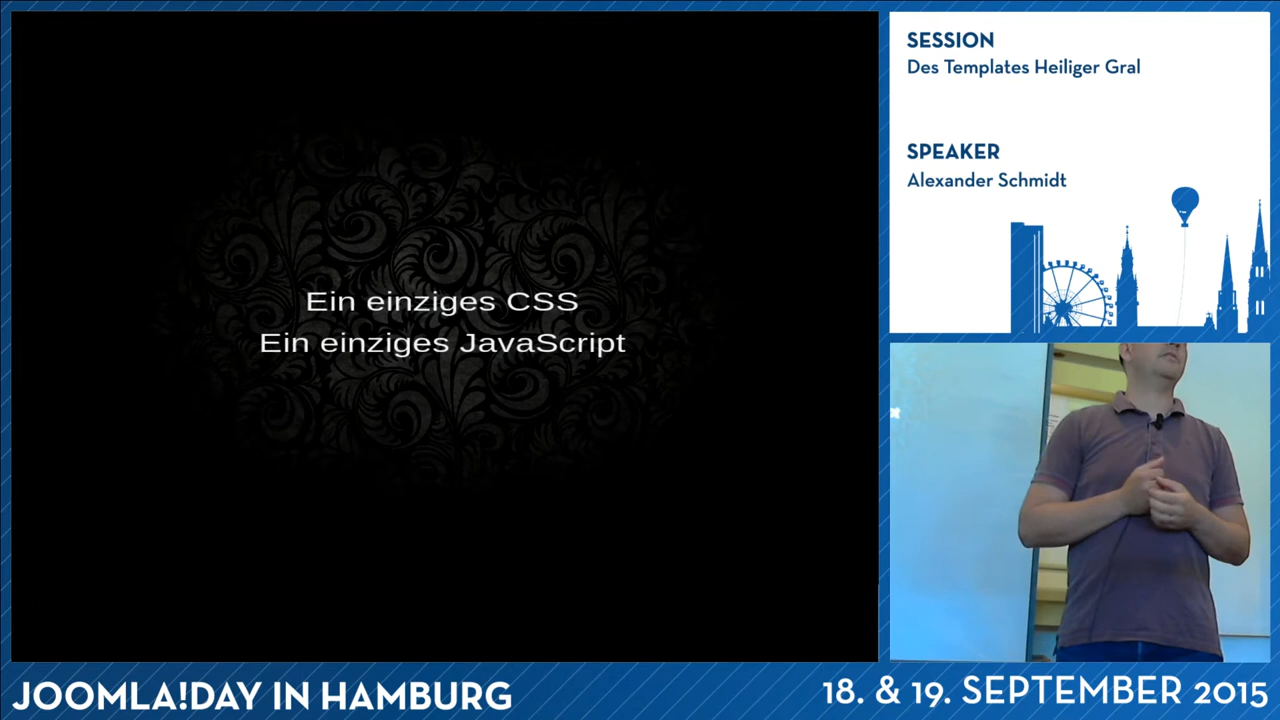 Ein einziges CSS
Ein einziges JavaScript
SESSION
Des Templates Heiliger Gral
SPEAKER
Alexander Schmidt
JOOMLA!DAY IN HAMBURG
18. & 19. SEPTEMBER 2015